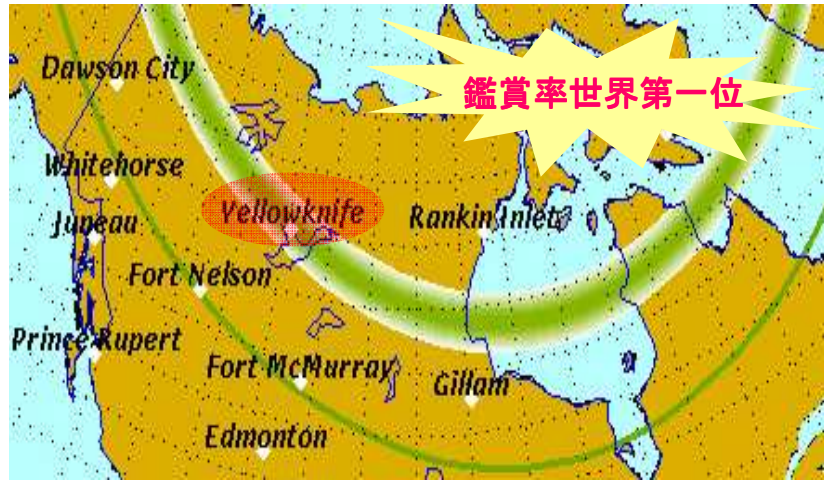 Dawson City
鑑賞率世界第一位
Whitehorse
Yellowknife
Juneau
Rankin Inlet
Fort Nelson
Prince Rupert
Fort McMurray
Gillam
Edmonton